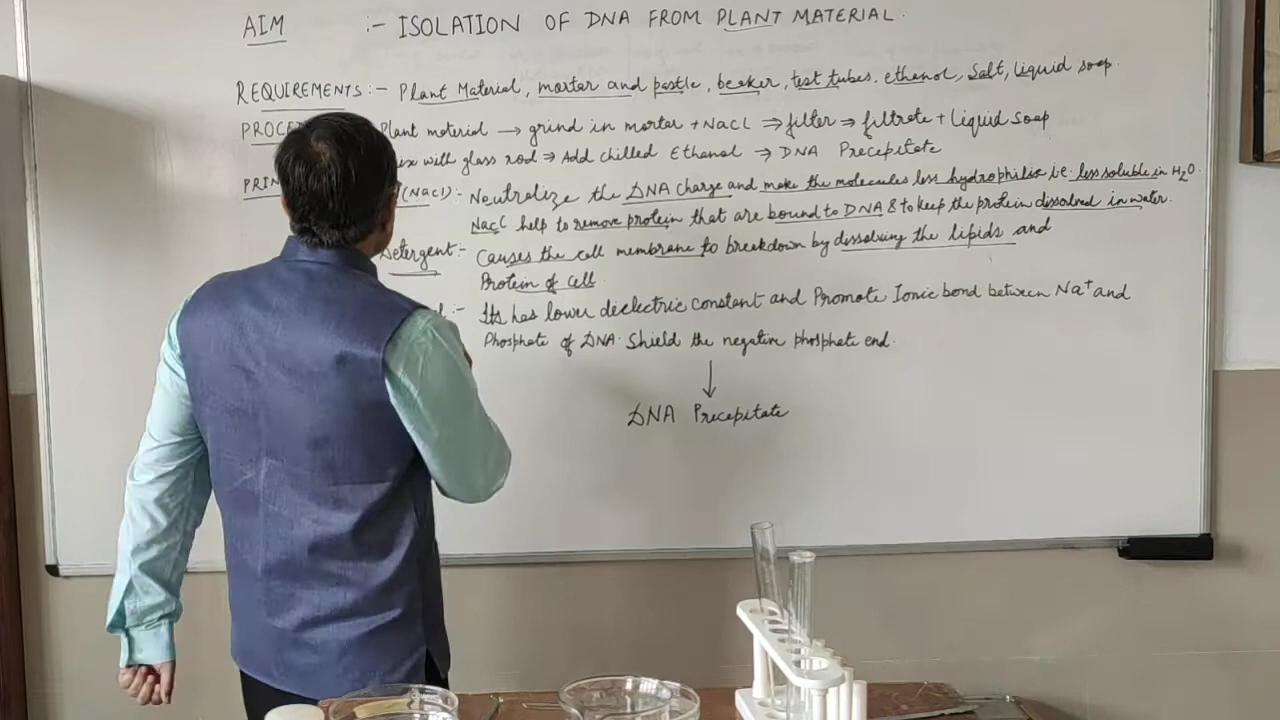 AIM :- ISOLATION OF DNA FROM PLANT MATERIAL.
REQUIREMENTS:- Plant Material, mortar and pestle, beaker, test tubes, ethanol, Salt, liquid soap.
Plant material → grind in mortar + NaCl ⇒ filter ⇒ filtrate + Liquid Soap
with glass rod ⇒ Add chilled Ethanol → DNA Precepitate
(NaCl):- Neutralize the DNA charge and make the molecules less hydrophilic i.e. less soluble in H₂O.
NaCl help to remove protein that are bound to DNA & to keep the protein dissolved in water.
Detergent:- Causes the cell membrane to breakdown by dissolving the lipids and
Protein of cell.
:- Its has lower dielectric constant and Promote Ionic bond between Na⁺ and
Phosphate of DNA. Shield the negative phosphate end.
↓
DNA Precepitate